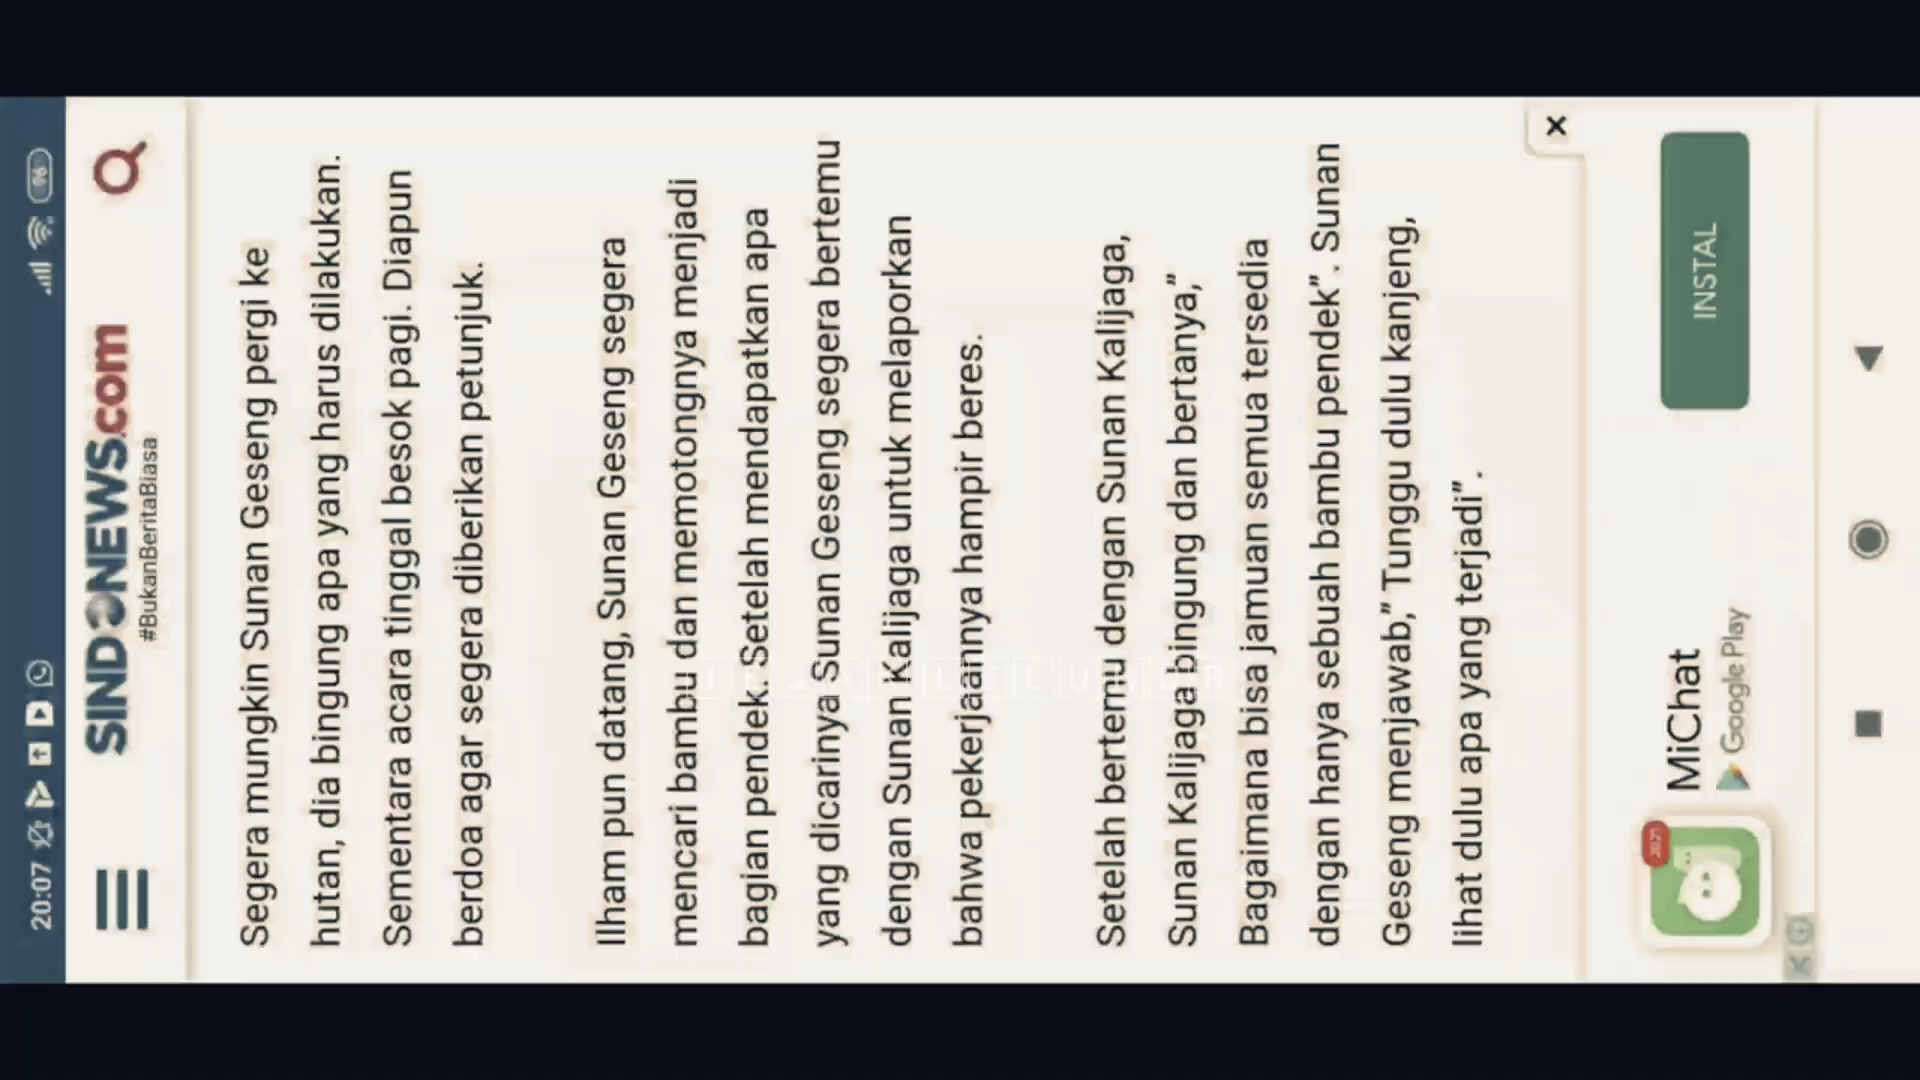 20:07
96
SINDONEWS.com
#BukanBeritaBiasa
Segera mungkin Sunan Geseng pergi ke
hutan, dia bingung apa yang harus dilakukan.
Sementara acara tinggal besok pagi. Diapun
berdoa agar segera diberikan petunjuk.
Ilham pun datang, Sunan Geseng segera
mencari bambu dan memotongnya menjadi
bagian pendek. Setelah mendapatkan apa
yang dicarinya Sunan Geseng segera bertemu
dengan Sunan Kalijaga untuk melaporkan
bahwa pekerjaannya hampir beres.
Setelah bertemu dengan Sunan Kalijaga,
Sunan Kalijaga bingung dan bertanya,”
Bagaimana bisa jamuan semua tersedia
dengan hanya sebuah bambu pendek”. Sunan
Geseng menjawab,” Tunggu dulu kanjeng,
lihat dulu apa yang terjadi”.
2021
MiChat
Google Play
INSTAL